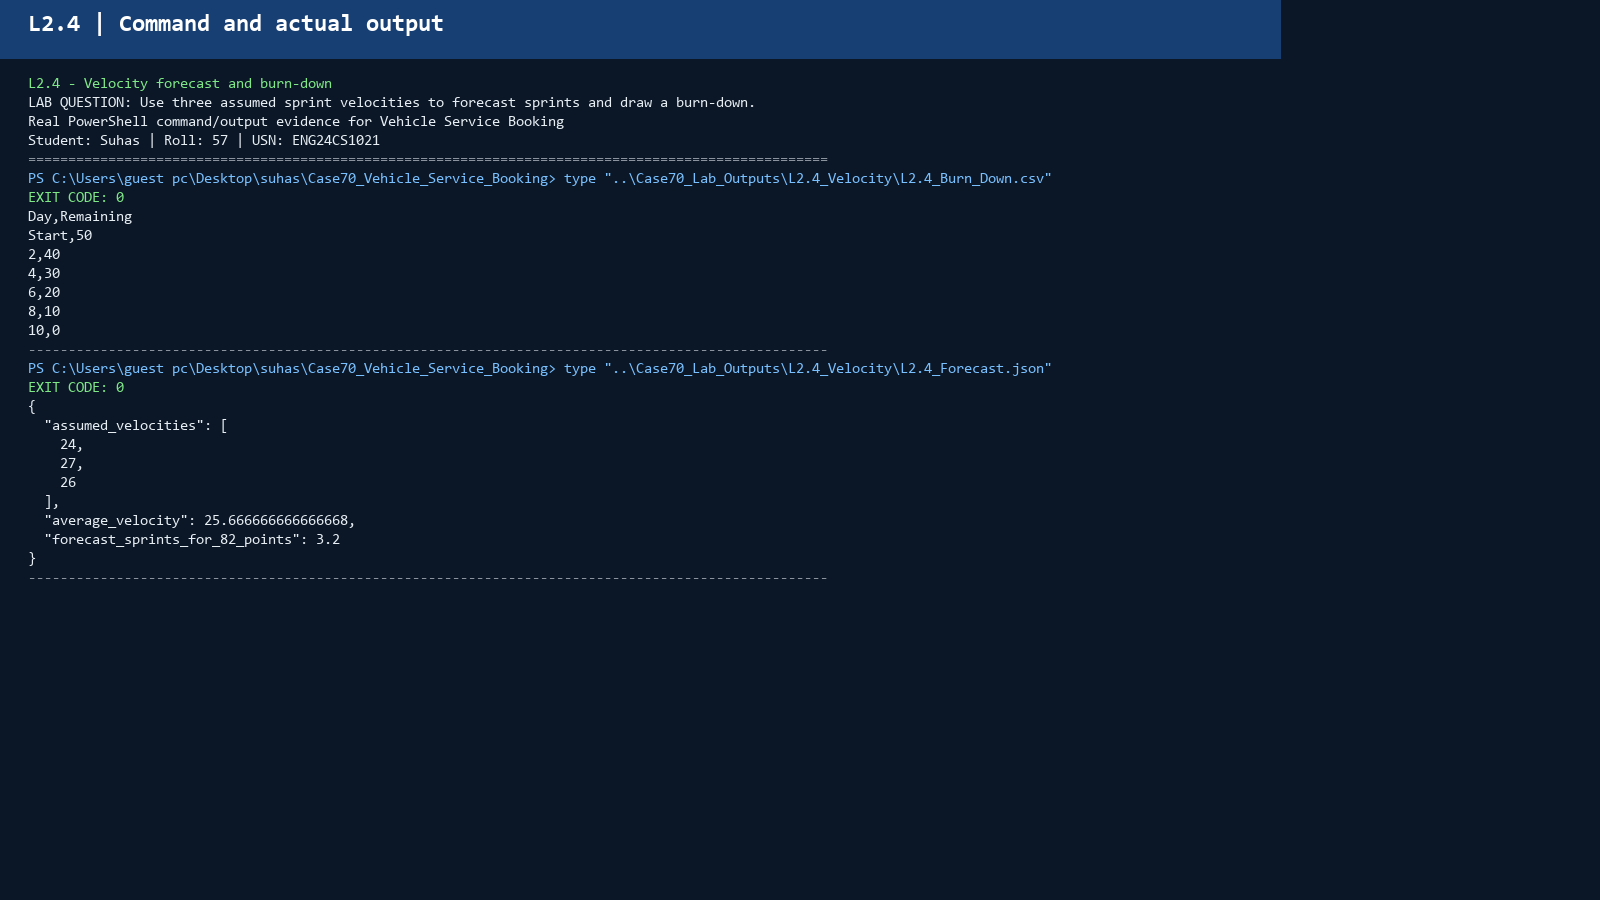 L2.4 | Command and actual output
L2.4 - Velocity forecast and burn-down
LAB QUESTION: Use three assumed sprint velocities to forecast sprints and draw a burn-down.
Real PowerShell command/output evidence for Vehicle Service Booking
Student: Suhas | Roll: 57 | USN: ENG24CS1021
====================================================================================================
PS C:\Users\guest pc\Desktop\suhas\Case70_Vehicle_Service_Booking> type "..\Case70_Lab_Outputs\L2.4_Velocity\L2.4_Burn_Down.csv"
EXIT CODE: 0
Day,Remaining
Start,50
2,40
4,30
6,20
8,10
10,0
----------------------------------------------------------------------------------------------------
PS C:\Users\guest pc\Desktop\suhas\Case70_Vehicle_Service_Booking> type "..\Case70_Lab_Outputs\L2.4_Velocity\L2.4_Forecast.json"
EXIT CODE: 0
{
  "assumed_velocities": [
    24,
    27,
    26
  ],
  "average_velocity": 25.666666666666668,
  "forecast_sprints_for_82_points": 3.2
}
----------------------------------------------------------------------------------------------------